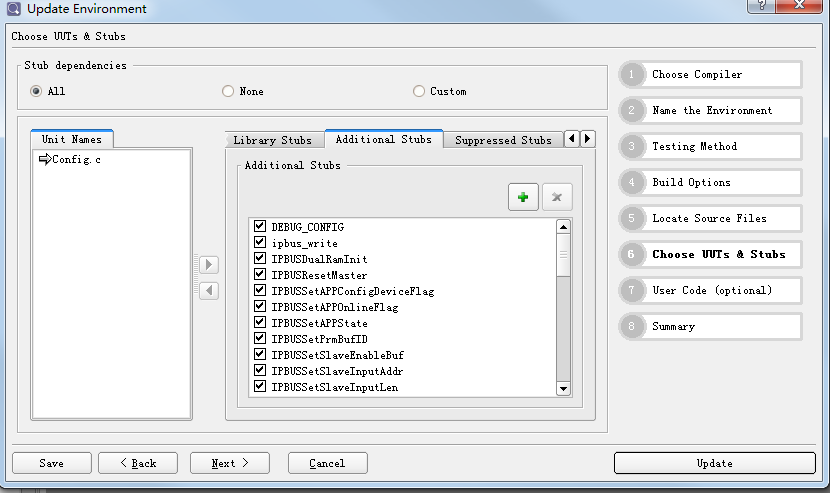 Update Environment
Choose UUTs & Stubs
Stub dependencies
All
None
Custom
Unit Names
Config.c
Library Stubs
Additional Stubs
Suppressed Stubs
Additional Stubs
DEBUG_CONFIG
ipbus_write
IPBUSDualRamInit
IPBUSResetMaster
IPBUSSetAPPConfigDeviceFlag
IPBUSSetAPPOnlineFlag
IPBUSSetAPPState
IPBUSSetPrmBufID
IPBUSSetSlaveEnableBuf
IPBUSSetSlaveInputAddr
IPBUSSetSlaveInputLen
1 Choose Compiler
2 Name the Environment
3 Testing Method
4 Build Options
5 Locate Source Files
6 Choose UUTs & Stubs
7 User Code (optional)
8 Summary
Save
< Back
Next >
Cancel
Update